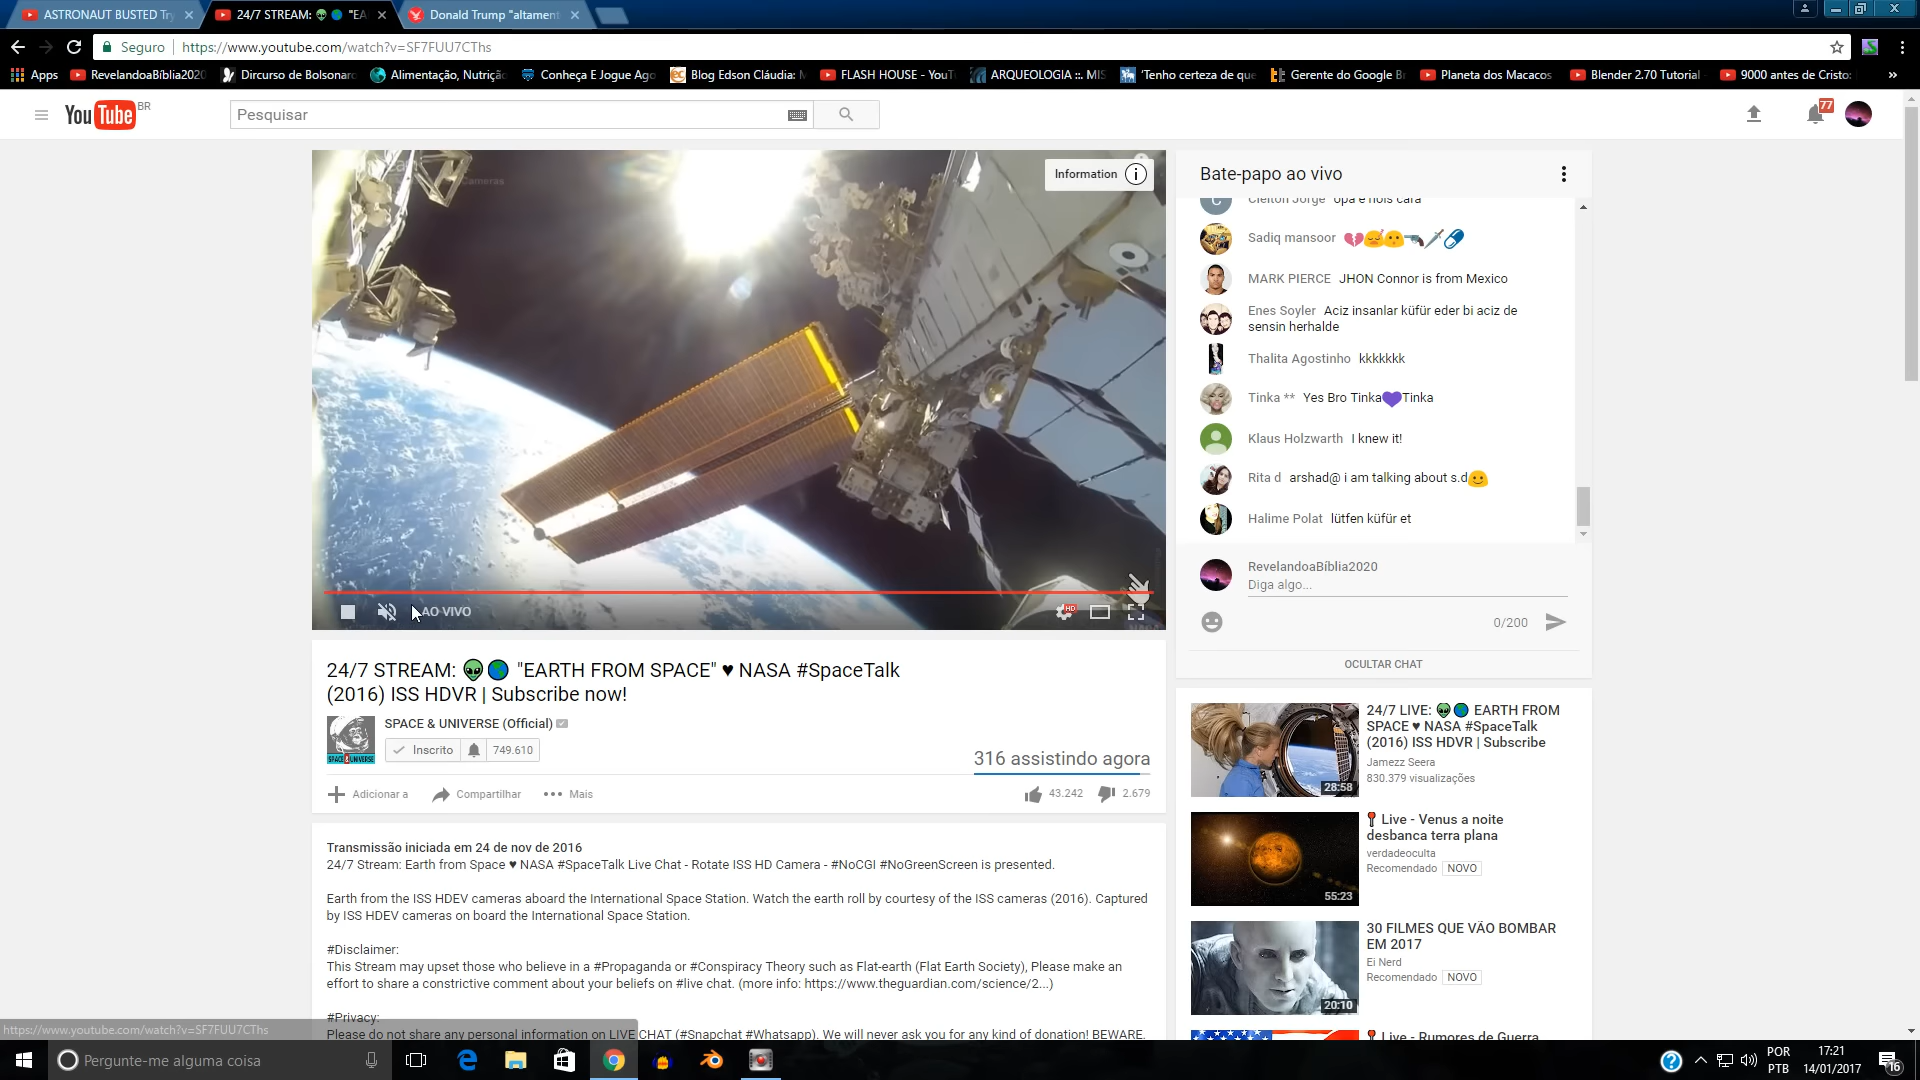 ASTRONAUT BUSTED Try
24/7 STREAM: 👽🌎 "EA
Donald Trump "altament
Seguro https://www.youtube.com/watch?v=SF7FUU7CThs
Apps RevelandoaBíblia2020 Dircurso de Bolsonaro Alimentação, Nutrição Conheça E Jogue Ago Blog Edson Cláudia: M FLASH HOUSE - YouT ARQUEOLOGIA ::. MIS 'Tenho certeza de que Gerente do Google Br Planeta dos Macacos Blender 2.70 Tutorial 9000 antes de Cristo: »
YouTube BR
Pesquisar
77
Cameras
Information
AO VIVO
HD
24/7 STREAM: 👽🌎 "EARTH FROM SPACE" ♥ NASA #SpaceTalk
(2016) ISS HDVR | Subscribe now!
SPACE & UNIVERSE
SPACE & UNIVERSE (Official)
Inscrito 749.610
316 assistindo agora
Adicionar a Compartilhar Mais
43.242 2.679
Transmissão iniciada em 24 de nov de 2016
24/7 Stream: Earth from Space ♥ NASA #SpaceTalk Live Chat - Rotate ISS HD Camera - #NoCGI #NoGreenScreen is presented.
Earth from the ISS HDEV cameras aboard the International Space Station. Watch the earth roll by courtesy of the ISS cameras (2016). Captured
by ISS HDEV cameras on board the International Space Station.
#Disclaimer:
This Stream may upset those who believe in a #Propaganda or #Conspiracy Theory such as Flat-earth (Flat Earth Society), Please make an
effort to share a constrictive comment about your beliefs on #live chat. (more info: https://www.theguardian.com/science/2...)
#Privacy:
Please do not share any personal information on LIVE CHAT (#Snapchat #Whatsapp). We will never ask you for any kind of donation! BEWARE.
https://www.youtube.com/watch?v=SF7FUU7CThs
Bate-papo ao vivo
C
Cleiton Jorge opa é nois cara
Sadiq mansoor 💔😴😗🔫🗡💊
MARK PIERCE JHON Connor is from Mexico
Enes Soyler Aciz insanlar küfür eder bi aciz de
sensin herhalde
Thalita Agostinho kkkkkkk
Tinka ** Yes Bro Tinka💜Tinka
Klaus Holzwarth I knew it!
Rita d arshad@ i am talking about s.d🙂
Halime Polat lütfen küfür et
RevelandoaBíblia2020
Diga algo...
0/200
OCULTAR CHAT
24/7 LIVE: 👽🌎 EARTH FROM
SPACE ♥ NASA #SpaceTalk
(2016) ISS HDVR | Subscribe
Jamezz Seera
830.379 visualizações
28:58
Live - Venus a noite
desbanca terra plana
verdadeoculta
Recomendado NOVO
55:23
30 FILMES QUE VÃO BOMBAR
EM 2017
Ei Nerd
Recomendado NOVO
20:10
Live - Rumores de Guerra
Pergunte-me alguma coisa
POR
PTB
17:21
14/01/2017
16